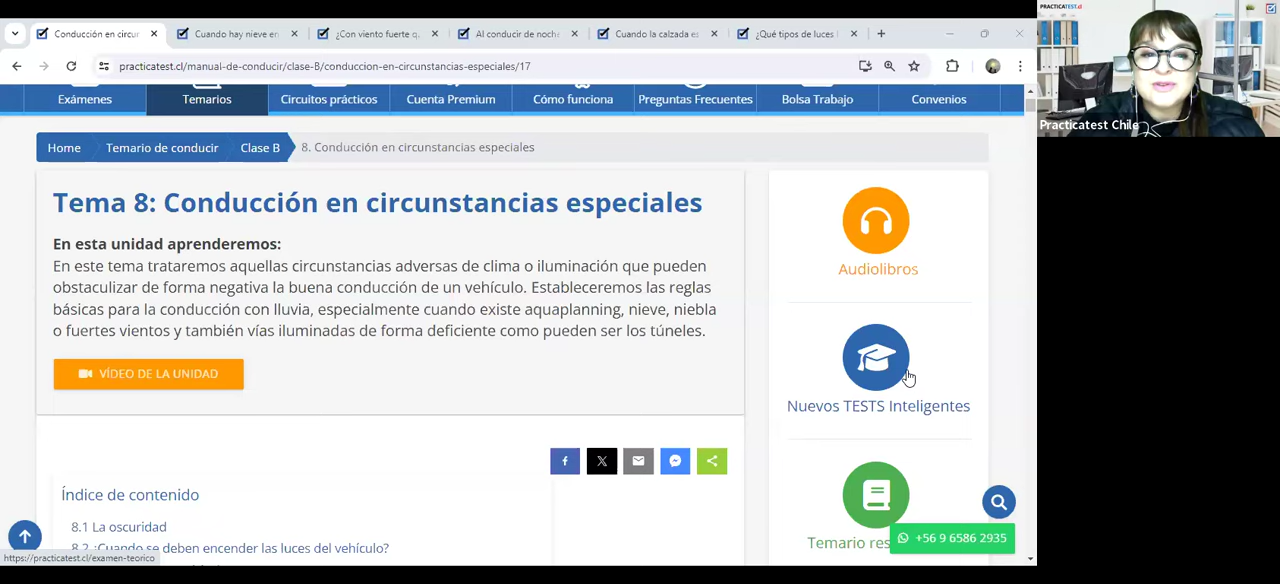 Conducción en circun
Cuando hay nieve en
¿Con viento fuerte q
Al conducir de noche
Cuando la calzada es
¿Qué tipos de luces l
practicatest.cl/manual-de-conducir/clase-B/conduccion-en-circunstancias-especiales/17
Exámenes
Temarios
Circuitos prácticos
Cuenta Premium
Cómo funciona
Preguntas Frecuentes
Bolsa Trabajo
Convenios
Home
Temario de conducir
Clase B
8. Conducción en circunstancias especiales
Tema 8: Conducción en circunstancias especiales
En esta unidad aprenderemos:
En este tema trataremos aquellas circunstancias adversas de clima o iluminación que pueden
obstaculizar de forma negativa la buena conducción de un vehículo. Estableceremos las reglas
básicas para la conducción con lluvia, especialmente cuando existe aquaplanning, nieve, niebla
o fuertes vientos y también vías iluminadas de forma deficiente como pueden ser los túneles.
VÍDEO DE LA UNIDAD
Índice de contenido
8.1 La oscuridad
8.2 ¿Cuando se deben encender las luces del vehículo?
https://practicatest.cl/examen-teorico
Audiolibros
Nuevos TESTS Inteligentes
Temario res
+56 9 6586 2935
PRACTICATEST.cl
Practicatest Chile